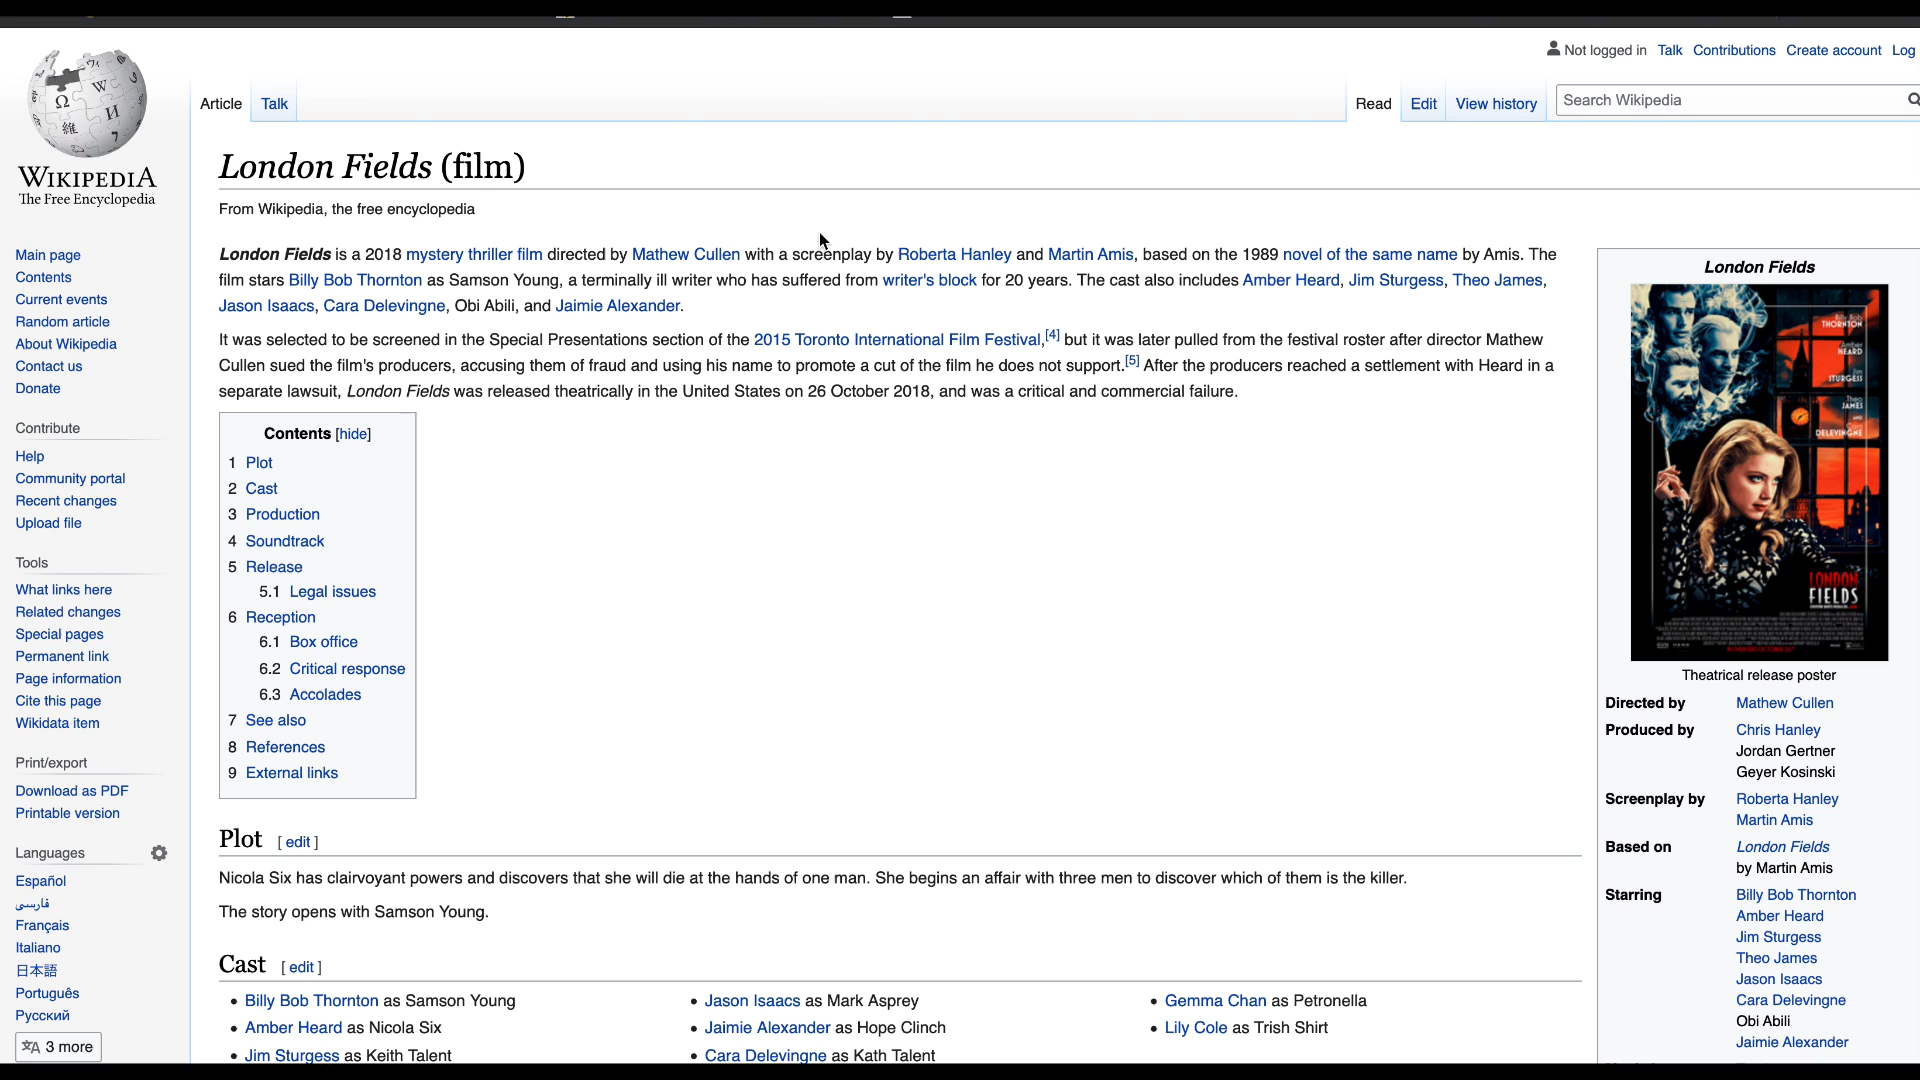 Not logged in Talk Contributions Create account Log
Article Talk Read Edit View history Search Wikipedia
WIKIPEDIA
The Free Encyclopedia
Main page
Contents
Current events
Random article
About Wikipedia
Contact us
Donate
Contribute
Help
Community portal
Recent changes
Upload file
Tools
What links here
Related changes
Special pages
Permanent link
Page information
Cite this page
Wikidata item
Print/export
Download as PDF
Printable version
Languages
Español
فارسی
Français
Italiano
日本語
Português
Русский
3 more
London Fields (film)
From Wikipedia, the free encyclopedia
London Fields is a 2018 mystery thriller film directed by Mathew Cullen with a screenplay by Roberta Hanley and Martin Amis, based on the 1989 novel of the same name by Amis. The
film stars Billy Bob Thornton as Samson Young, a terminally ill writer who has suffered from writer's block for 20 years. The cast also includes Amber Heard, Jim Sturgess, Theo James,
Jason Isaacs, Cara Delevingne, Obi Abili, and Jaimie Alexander.
It was selected to be screened in the Special Presentations section of the 2015 Toronto International Film Festival,[4] but it was later pulled from the festival roster after director Mathew
Cullen sued the film's producers, accusing them of fraud and using his name to promote a cut of the film he does not support.[5] After the producers reached a settlement with Heard in a
separate lawsuit, London Fields was released theatrically in the United States on 26 October 2018, and was a critical and commercial failure.
Contents [hide]
1 Plot
2 Cast
3 Production
4 Soundtrack
5 Release
5.1 Legal issues
6 Reception
6.1 Box office
6.2 Critical response
6.3 Accolades
7 See also
8 References
9 External links
Plot [ edit ]
Nicola Six has clairvoyant powers and discovers that she will die at the hands of one man. She begins an affair with three men to discover which of them is the killer.
The story opens with Samson Young.
Cast [ edit ]
• Billy Bob Thornton as Samson Young
• Amber Heard as Nicola Six
• Jim Sturgess as Keith Talent
• Jason Isaacs as Mark Asprey
• Jaimie Alexander as Hope Clinch
• Cara Delevingne as Kath Talent
• Gemma Chan as Petronella
• Lily Cole as Trish Shirt
London Fields
Billy Bob
THORNTON
Amber
HEARD
Jim
STURGESS
Theo
JAMES
AND
DELEVINGNE
LONDON
FIELDS
Theatrical release poster
Directed by Mathew Cullen
Produced by Chris Hanley
Jordan Gertner
Geyer Kosinski
Screenplay by Roberta Hanley
Martin Amis
Based on London Fields
by Martin Amis
Starring Billy Bob Thornton
Amber Heard
Jim Sturgess
Theo James
Jason Isaacs
Cara Delevingne
Obi Abili
Jaimie Alexander